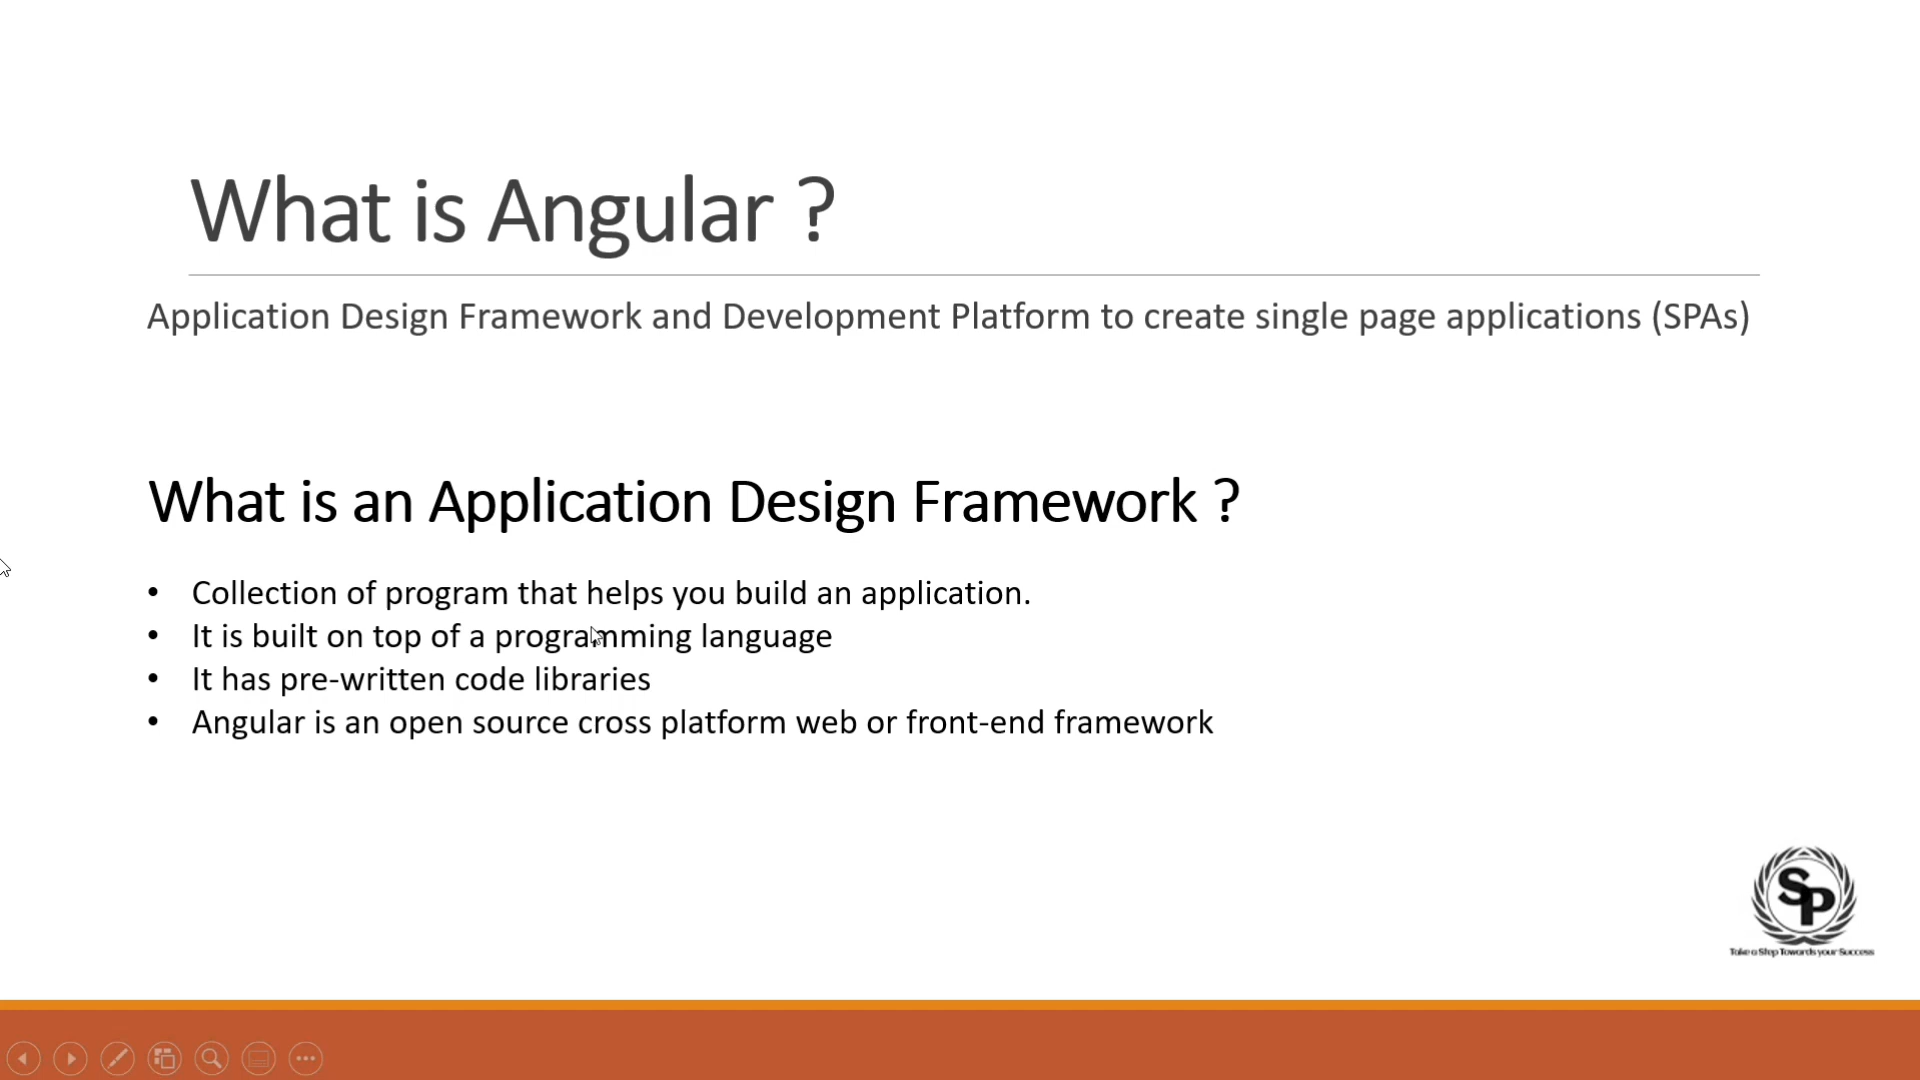 What is Angular ?
Application Design Framework and Development Platform to create single page applications (SPAs)
What is an Application Design Framework ?
• Collection of program that helps you build an application.
• It is built on top of a programming language
• It has pre-written code libraries
• Angular is an open source cross platform web or front-end framework
SP
Take a Step Towards your Success